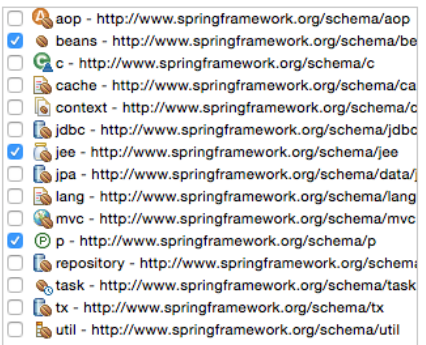 aop - http://www.springframework.org/schema/aop
beans - http://www.springframework.org/schema/be
c - http://www.springframework.org/schema/c
cache - http://www.springframework.org/schema/ca
context - http://www.springframework.org/schema/c
jdbc - http://www.springframework.org/schema/jdbc
jee - http://www.springframework.org/schema/jee
jpa - http://www.springframework.org/schema/data/j
lang - http://www.springframework.org/schema/lang
mvc - http://www.springframework.org/schema/mvc
p - http://www.springframework.org/schema/p
repository - http://www.springframework.org/schema
task - http://www.springframework.org/schema/task
tx - http://www.springframework.org/schema/tx
util - http://www.springframework.org/schema/util